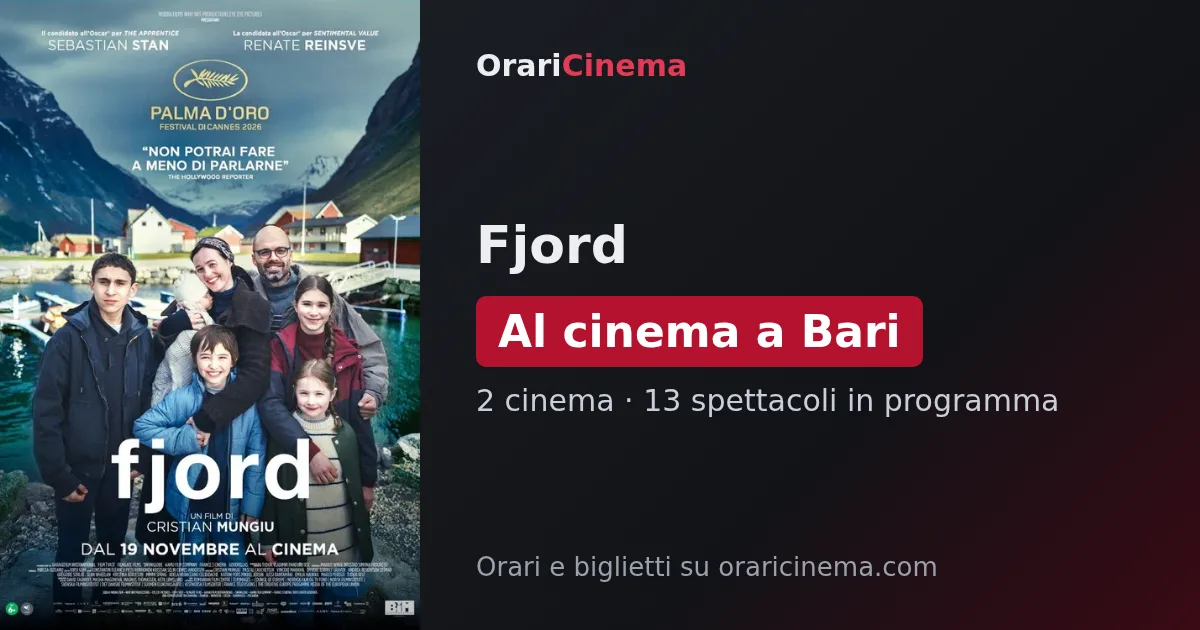 Il candidato all'Oscar® per THE APPRENTICE
SEBASTIAN STAN
La candidata all'Oscar® per SENTIMENTAL VALUE
RENATE REINSVE
PALMA D'ORO
FESTIVAL DI CANNES 2026
“NON POTRAI FARE
A MENO DI PARLARNE”
THE HOLLYWOOD REPORTER
fjord
UN FILM DI
CRISTIAN MUNGIU
DAL 19 NOVEMBRE AL CINEMA
BiM
OrariCinema
Fjord
Al cinema a Bari
2 cinema · 13 spettacoli in programma
Orari e biglietti su oraricinema.com